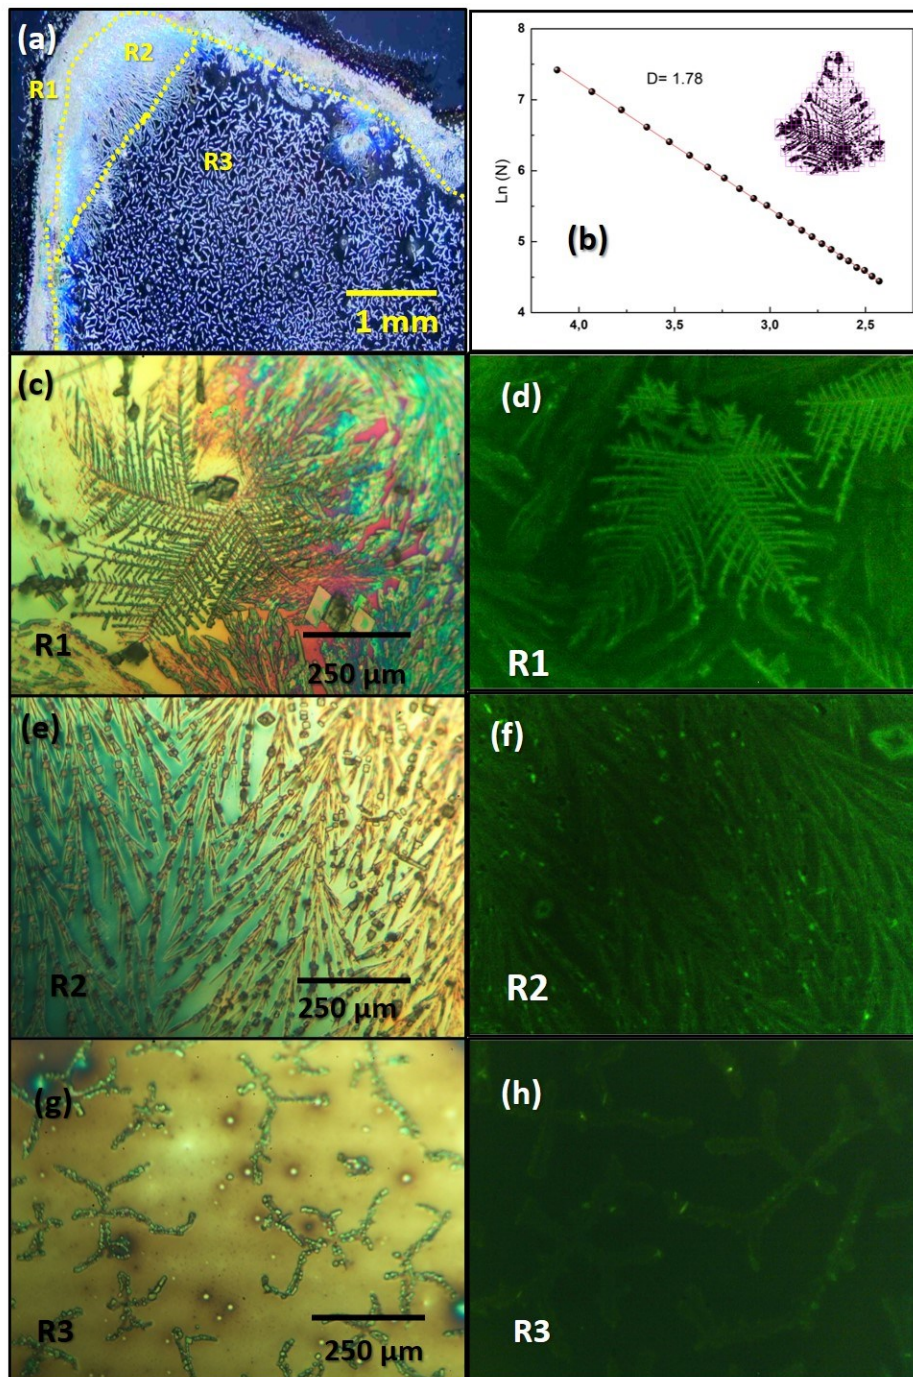 (a)
R2
R1
R3
1 mm
8
7
6
5
4
Ln (N)
D= 1.78
(b)
4,0 3,5 3,0 2,5
(c)
R1
250 µm
(d)
R1
(e)
R2
250 µm
(f)
R2
(g)
R3
250 µm
(h)
R3